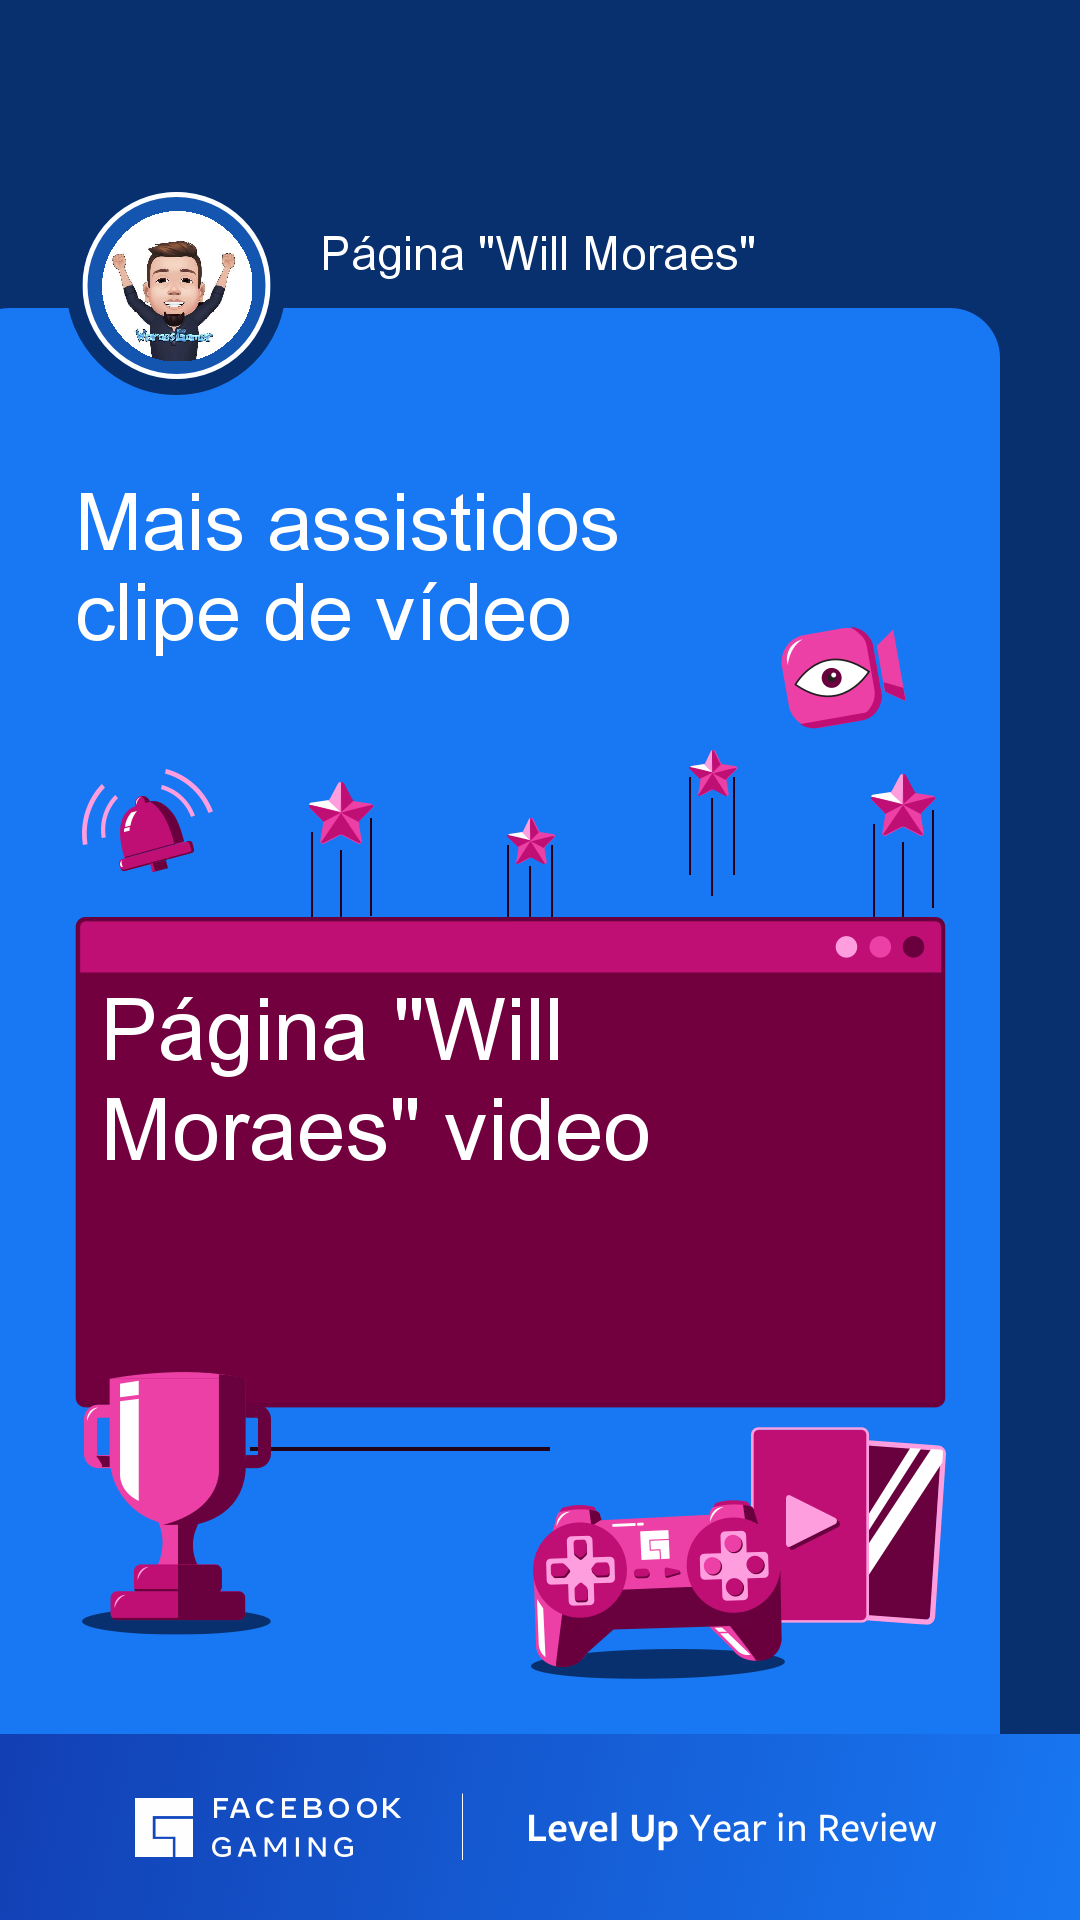 Página "Will Moraes"
Mais assistidos
clipe de vídeo
Página "Will
Moraes" video
FACEBOOK
GAMING
Level Up Year in Review